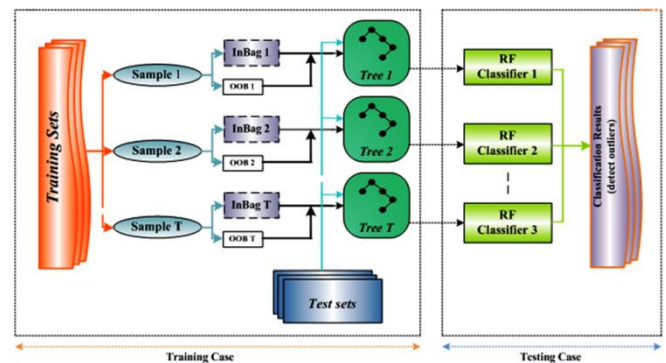 Training Sets
Sample 1
InBag 1
OOB 1
Tree 1
RF
Classifier 1
Sample 2
InBag 2
OOB 2
Tree 2
RF
Classifier 2
Sample T
InBag T
OOB T
Tree T
RF
Classifier 3
Classification Results
(detect outliers)
Test sets
Training Case
Testing Case